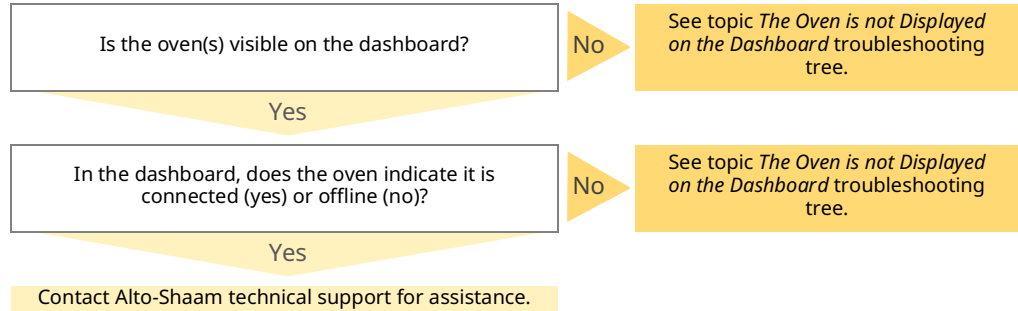 Is the oven(s) visible on the dashboard?
No
See topic The Oven is not Displayed
on the Dashboard troubleshooting
tree.
Yes
In the dashboard, does the oven indicate it is
connected (yes) or offline (no)?
No
See topic The Oven is not Displayed
on the Dashboard troubleshooting
tree.
Yes
Contact Alto-Shaam technical support for assistance.